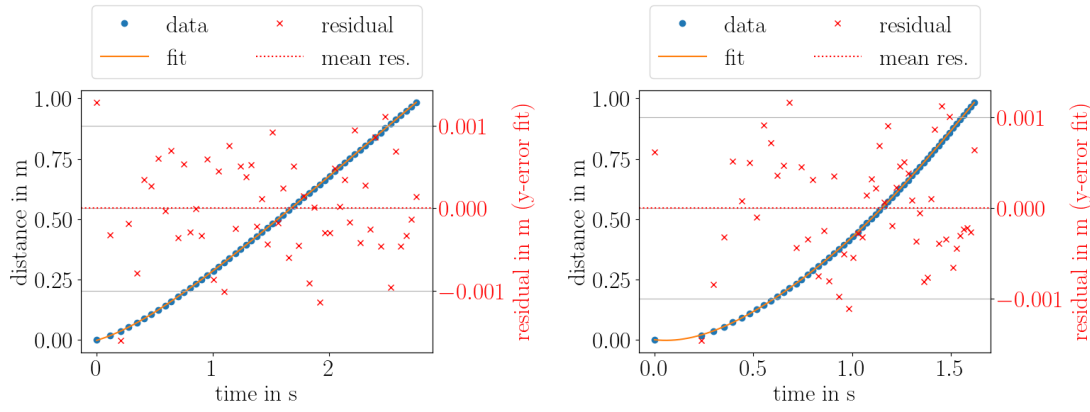 data
residual
fit
mean res.
1.00
0.75
0.50
0.25
0.00
distance in m
0
1
2
time in s
0.001
0.000
−0.001
residual in m (y-error fit)
data
residual
fit
mean res.
1.00
0.75
0.50
0.25
0.00
distance in m
0.0
0.5
1.0
1.5
time in s
0.001
0.000
−0.001
residual in m (y-error fit)